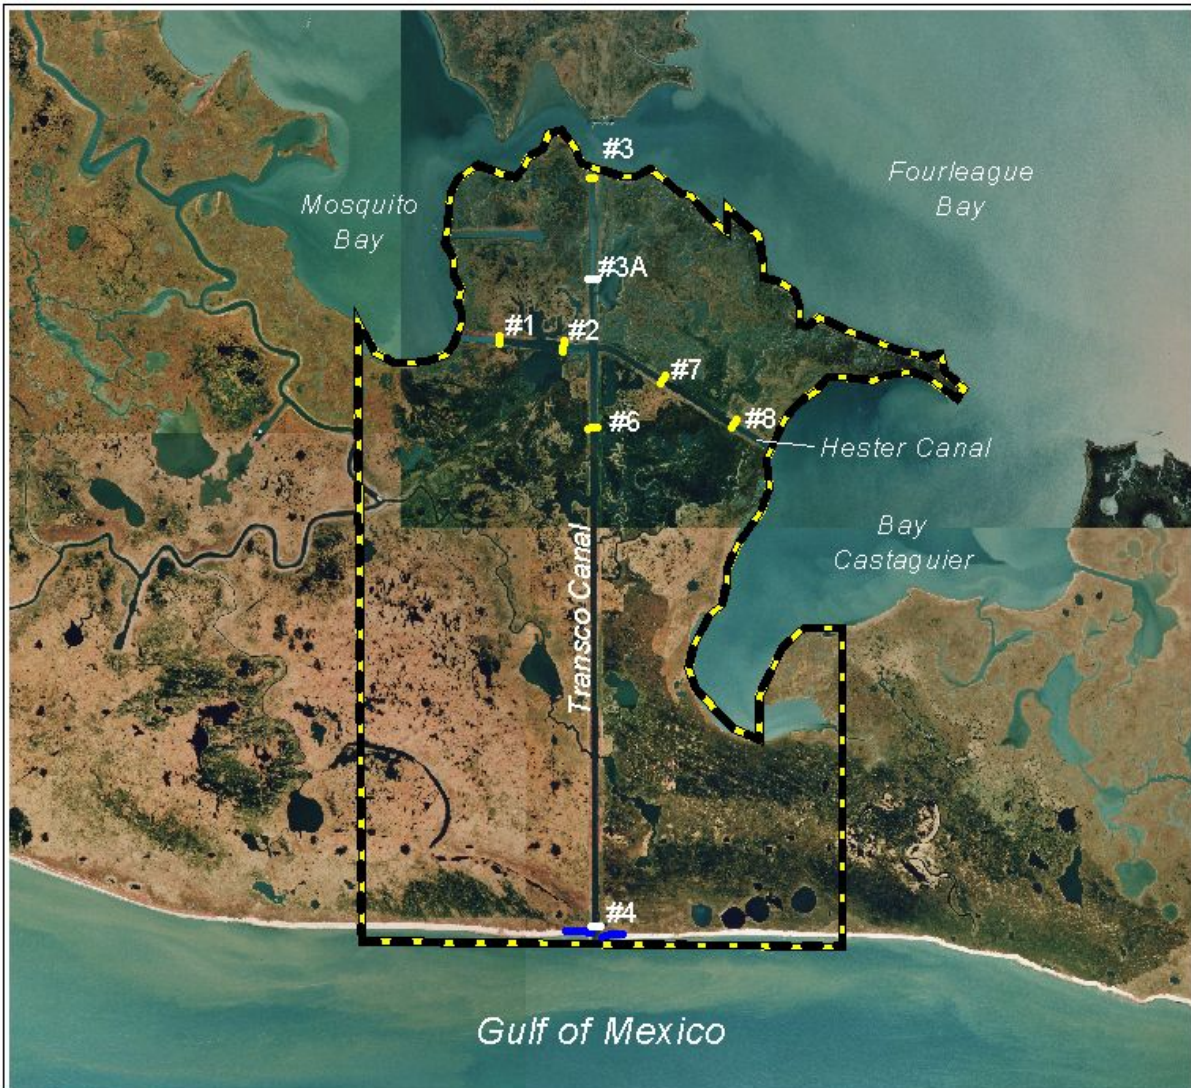 #3
Fourleague
Bay
Mosquito
Bay
#3A
#1
#2
#7
#6
#8
Hester Canal
Bay
Castaguier
Transco Canal
#4
Gulf of Mexico